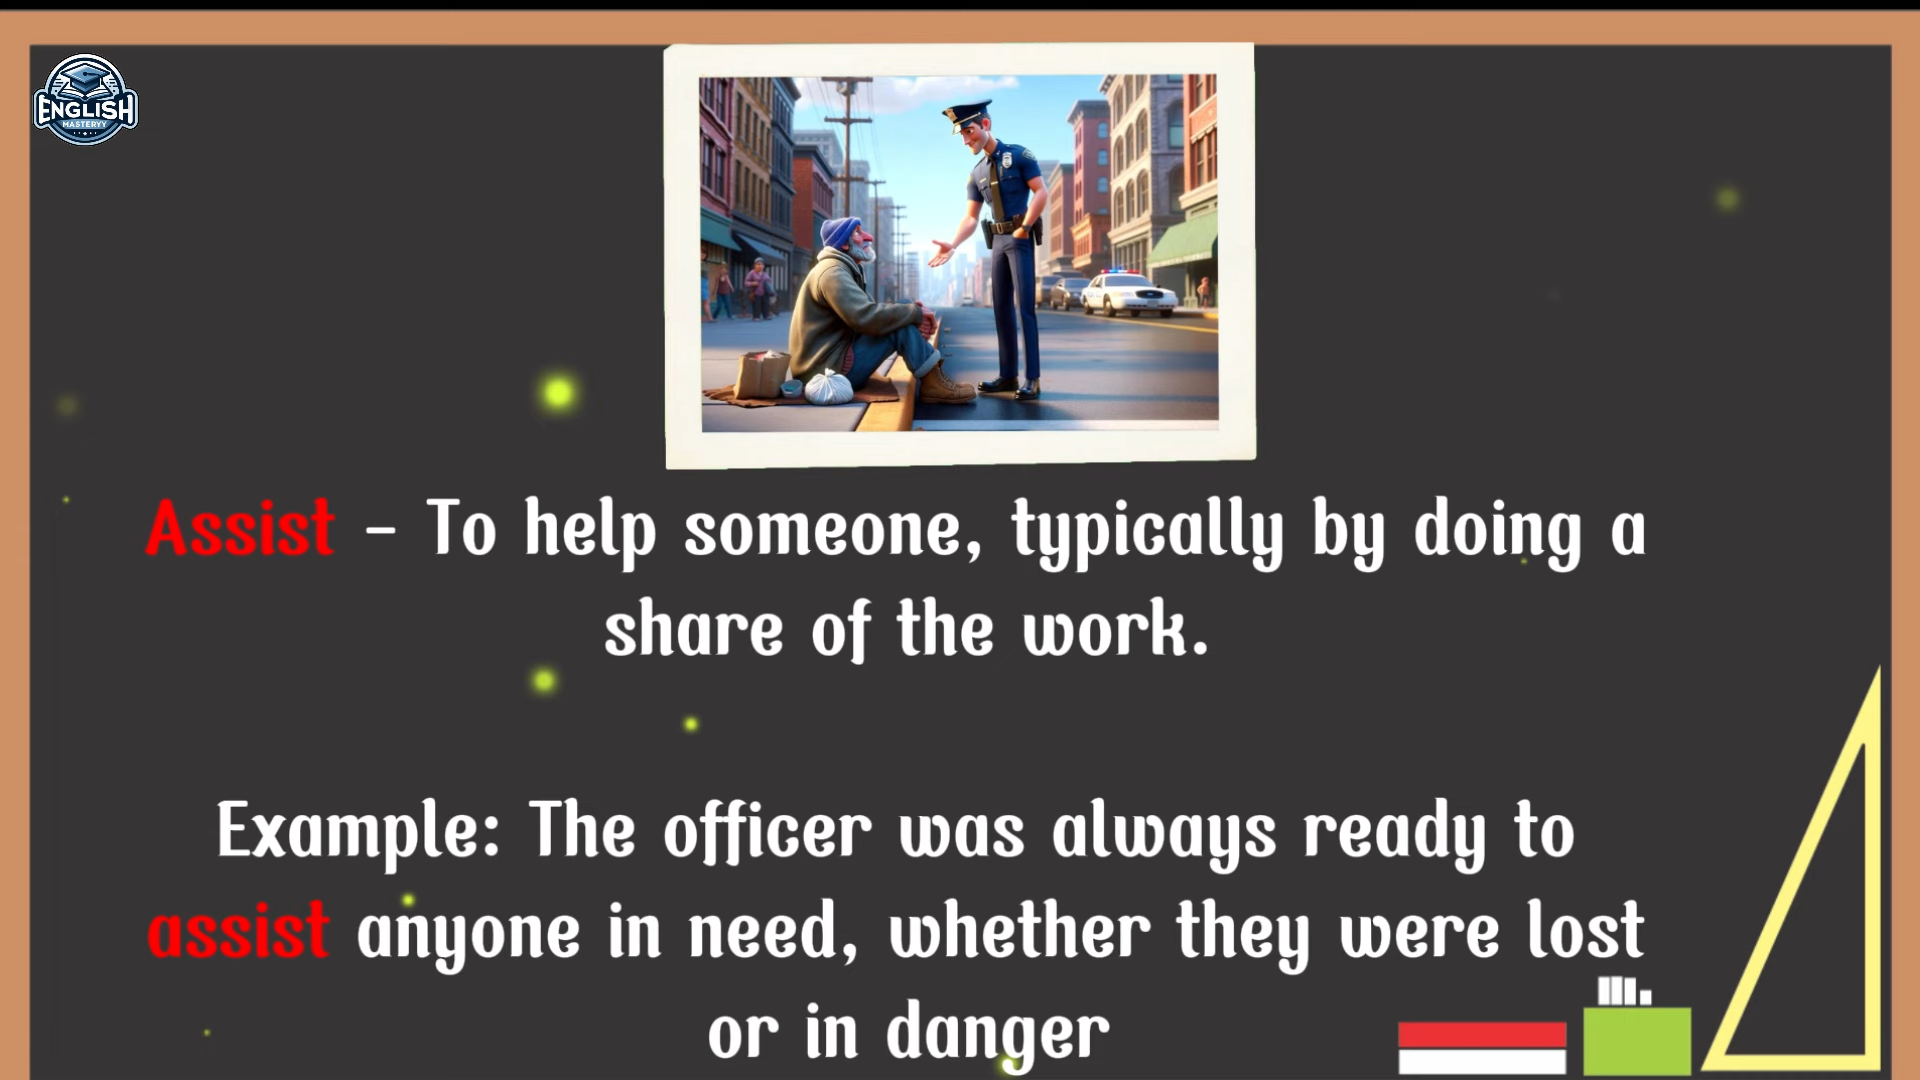 ENGLISH
MASTERYY
Assist - To help someone, typically by doing a
share of the work.
Example: The officer was always ready to
assist anyone in need, whether they were lost
or in danger